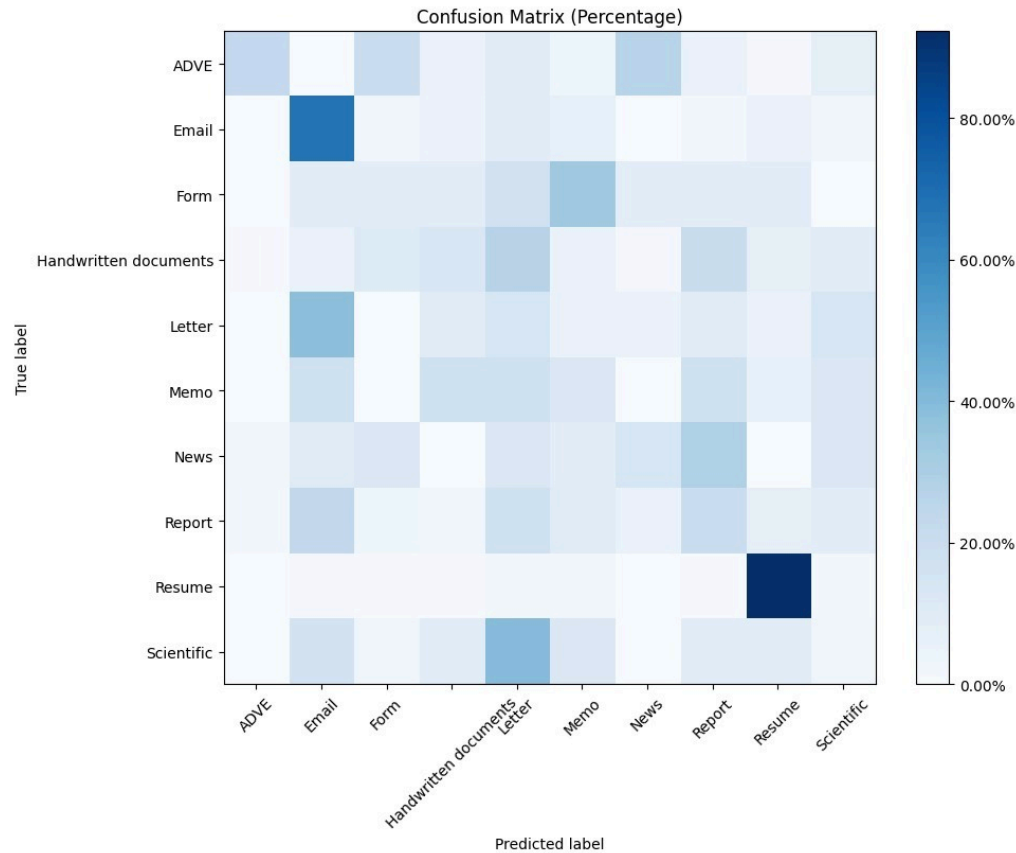 Confusion Matrix (Percentage)
True label
ADVE
Email
Form
Handwritten documents
Letter
Memo
News
Report
Resume
Scientific
80.00%
60.00%
40.00%
20.00%
0.00%
ADVE
Email
Form
Handwritten documents
Letter
Memo
News
Report
Resume
Scientific
Predicted label